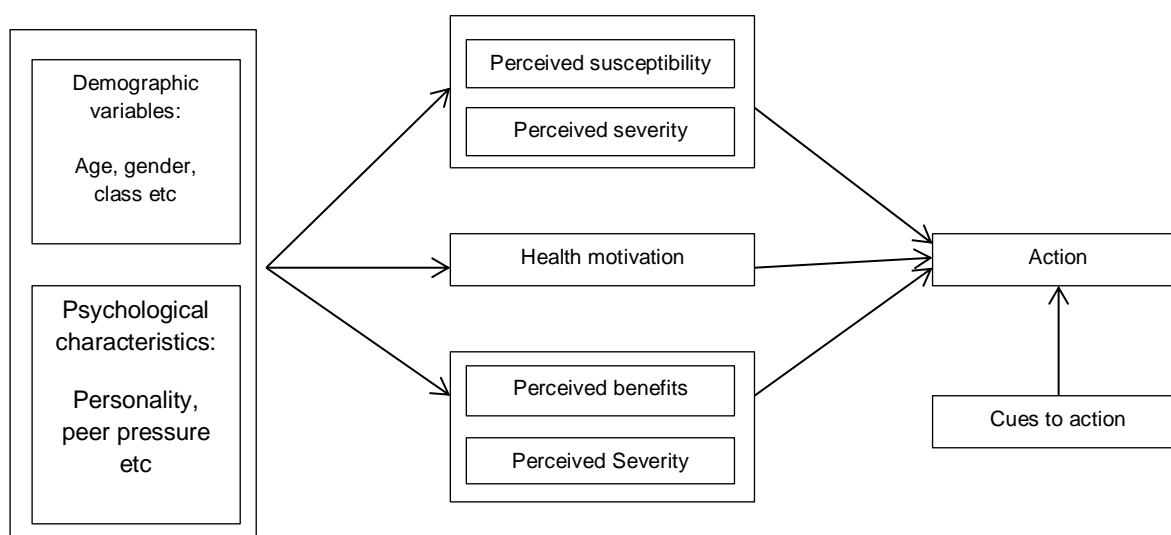 Demographic
variables:
Age, gender,
class etc
Psychological
characteristics:
Personality,
peer pressure
etc
Perceived susceptibility
Perceived severity
Health motivation
Perceived benefits
Perceived Severity
Action
Cues to action